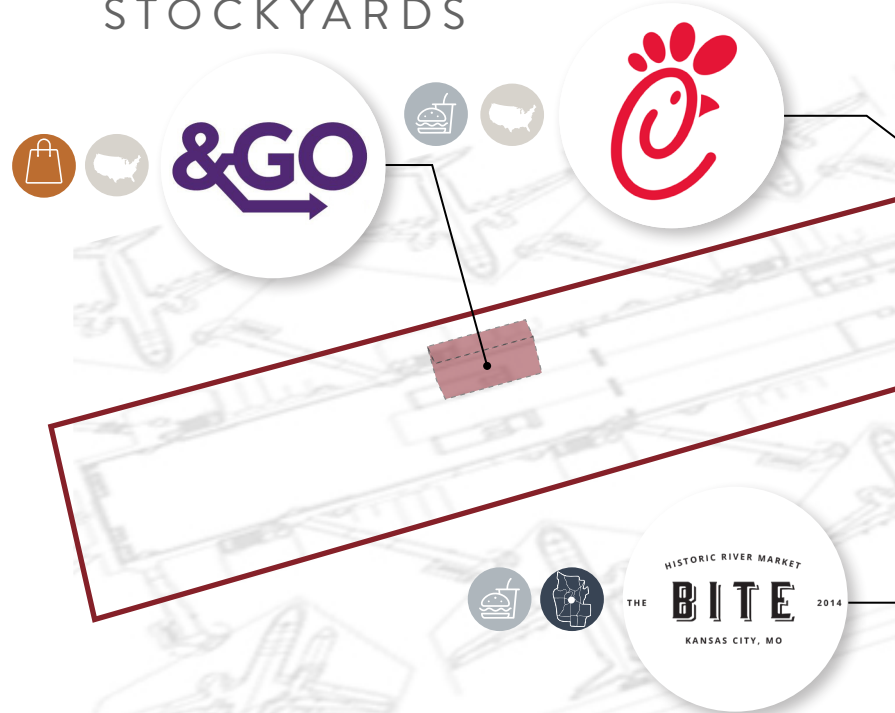 STOCKYARDS
&GO
HISTORIC RIVER MARKET
THE BITE 2014
KANSAS CITY, MO